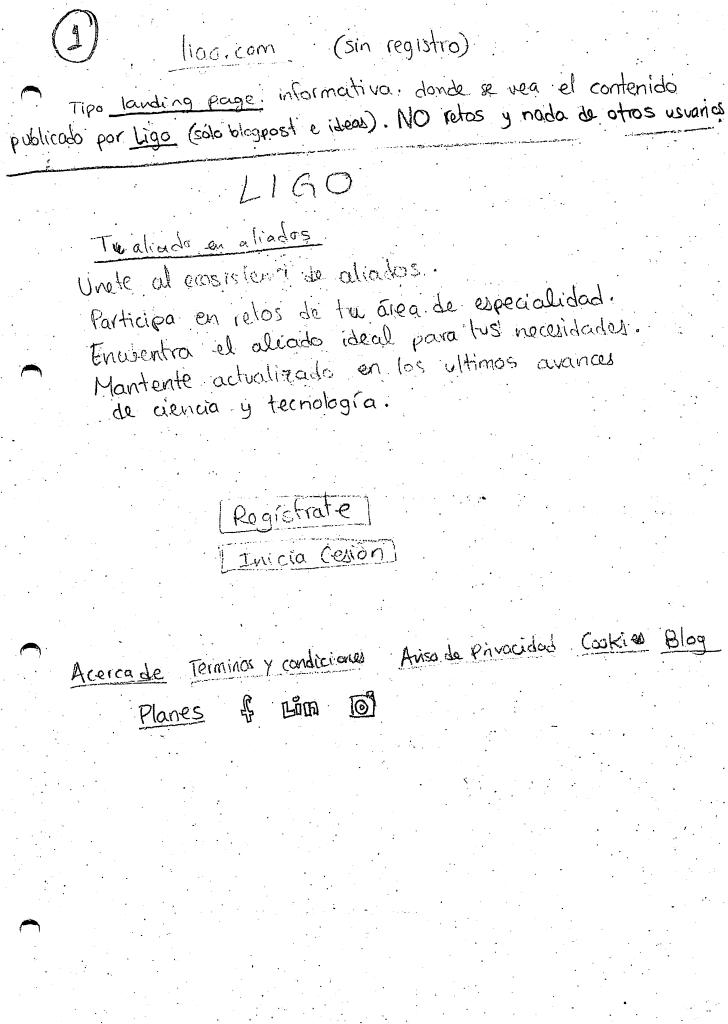 1
ligo.com (sin registro)
Tipo landing page: informativa. donde se vea el contenido
publicado por Ligo (sólo blogpost e ideas). NO retos y nada de otros usuarios
LIGO
Tu aliado en aliados
Unete al ecosistema de aliados.
Participa en retos de tu área de especialidad.
Encuentra el aliado ideal para tus necesidades.
Mantente actualizado en los ultimos avances
de ciencia y tecnología.
Registrate
Inicia Cesión
Acerca de Terminos y condiciones Aviso de Privacidad Cookies Blog
Planes f Lin